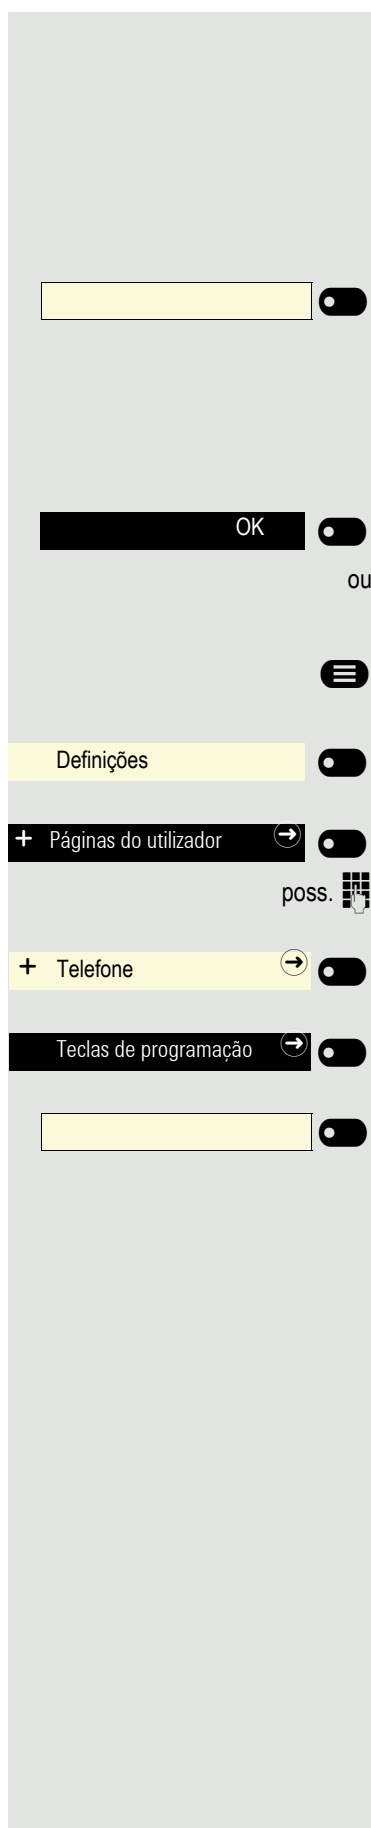 OK
ou
Definições
+ Páginas do utilizador
poss.
+ Telefone
Teclas de programação